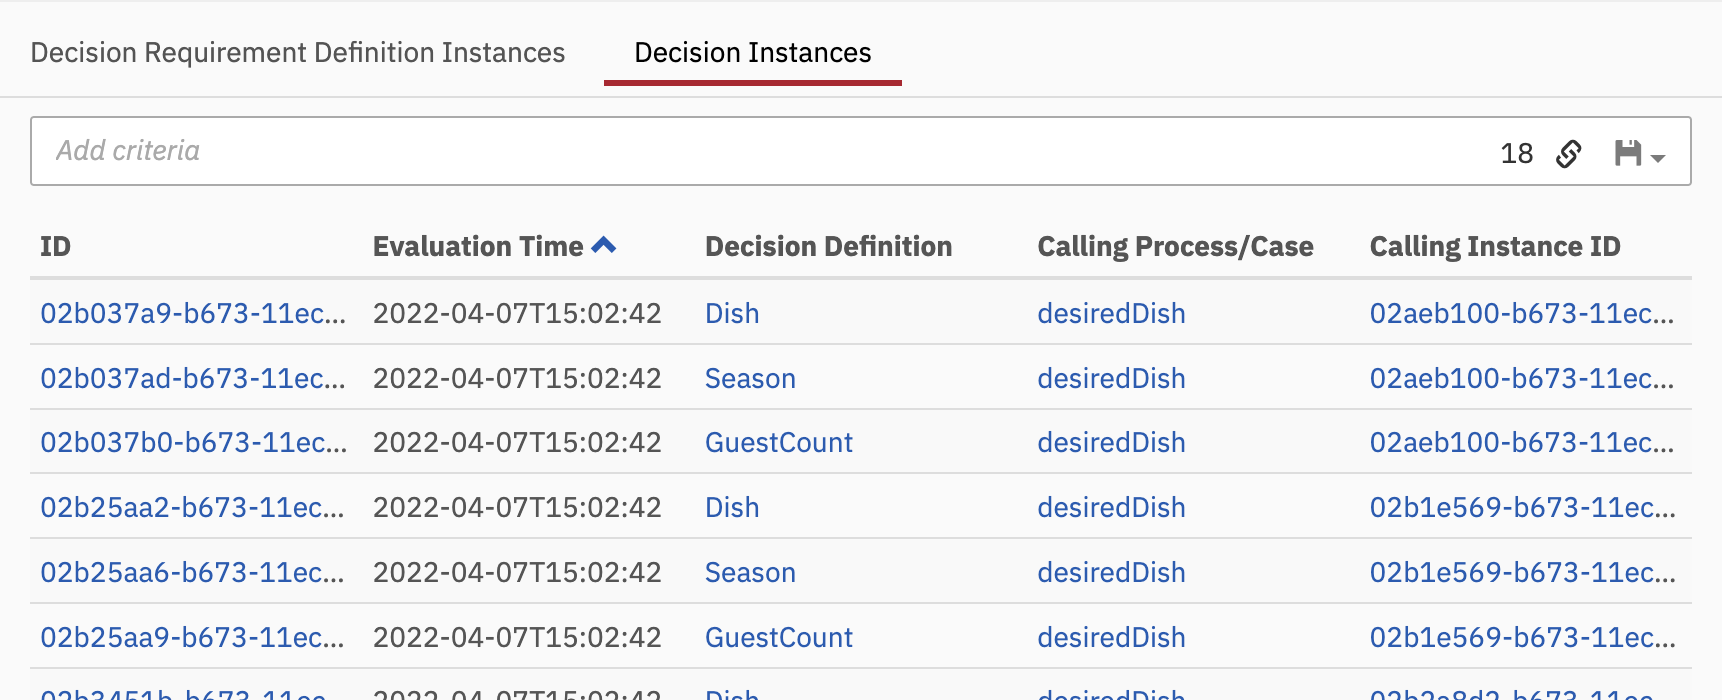 Decision Requirement Definition Instances Decision Instances
Add criteria 18
ID Evaluation Time Decision Definition Calling Process/Case Calling Instance ID
02b037a9-b673-11ec... 2022-04-07T15:02:42 Dish desiredDish 02aeb100-b673-11ec...
02b037ad-b673-11ec... 2022-04-07T15:02:42 Season desiredDish 02aeb100-b673-11ec...
02b037b0-b673-11ec... 2022-04-07T15:02:42 GuestCount desiredDish 02aeb100-b673-11ec...
02b25aa2-b673-11ec... 2022-04-07T15:02:42 Dish desiredDish 02b1e569-b673-11ec...
02b25aa6-b673-11ec... 2022-04-07T15:02:42 Season desiredDish 02b1e569-b673-11ec...
02b25aa9-b673-11ec... 2022-04-07T15:02:42 GuestCount desiredDish 02b1e569-b673-11ec...
2022-04-07T15:02:42 Dish desiredDish